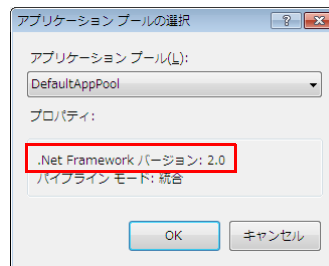 アプリケーション プールの選択
アプリケーション プール(L):
DefaultAppPool
プロパティ:
.Net Framework バージョン: 2.0
パイプライン モード: 統合
OK
キャンセル